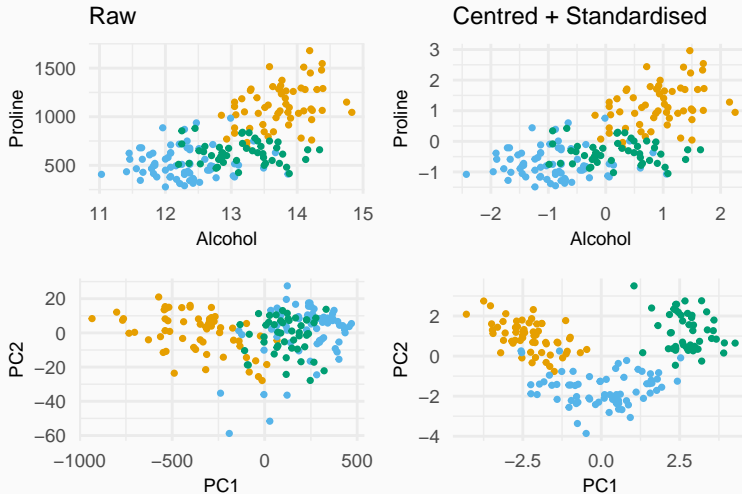 Raw
Centred + Standardised
Proline
1500
1000
500
11 12 13 14 15
Alcohol
Proline
3
2
1
0
−1
−2 −1 0 1 2
Alcohol
PC2
20
0
−20
−40
−60
−1000 −500 0 500
PC1
PC2
2
0
−2
−4
−2.5 0.0 2.5
PC1